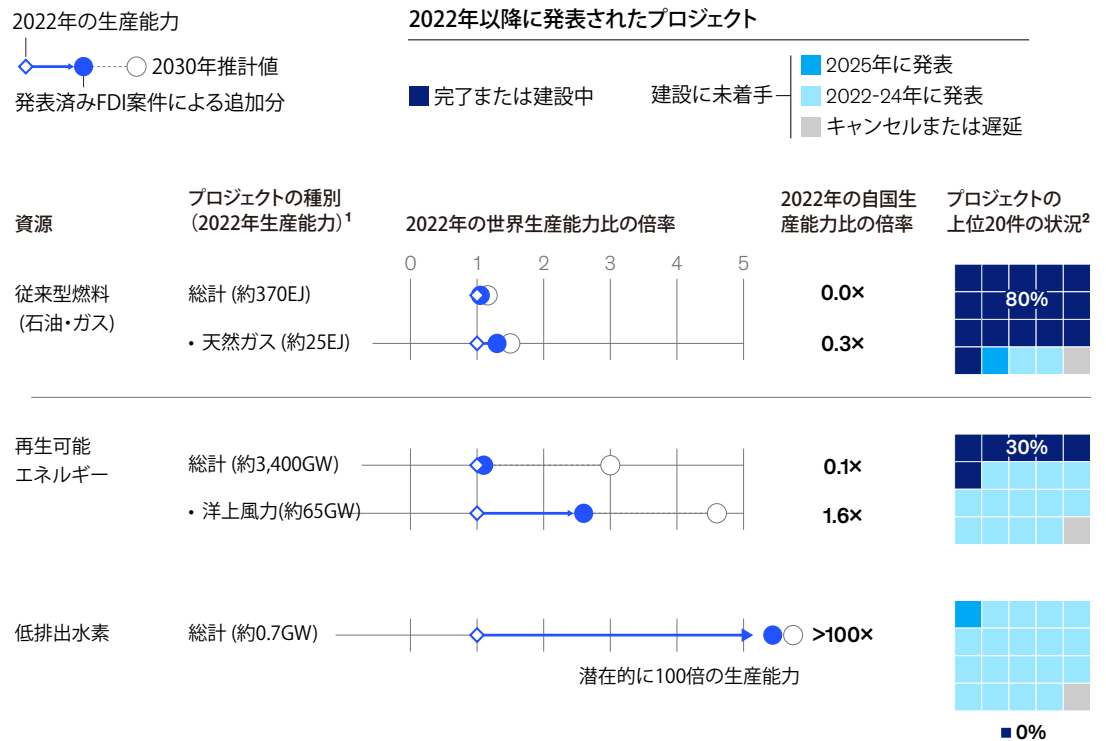 2022年の生産能力
2030年推計値
発表済みFDI案件による追加分
2022年以降に発表されたプロジェクト
完了または建設中
建設に未着手
2025年に発表
2022-24年に発表
キャンセルまたは遅延
資源
プロジェクトの種別
（2022年生産能力）1
2022年の世界生産能力比の倍率
2022年の自国生
産能力比の倍率
プロジェクトの
上位20件の状況2
0 1 2 3 4 5
従来型燃料
(石油・ガス)
総計 (約370EJ)
0.0×
80%
• 天然ガス (約25EJ)
0.3×
再生可能
エネルギー
総計 (約3,400GW)
0.1×
30%
• 洋上風力(約65GW)
1.6×
低排出水素
総計 (約0.7GW)
>100×
潜在的に100倍の生産能力
0%